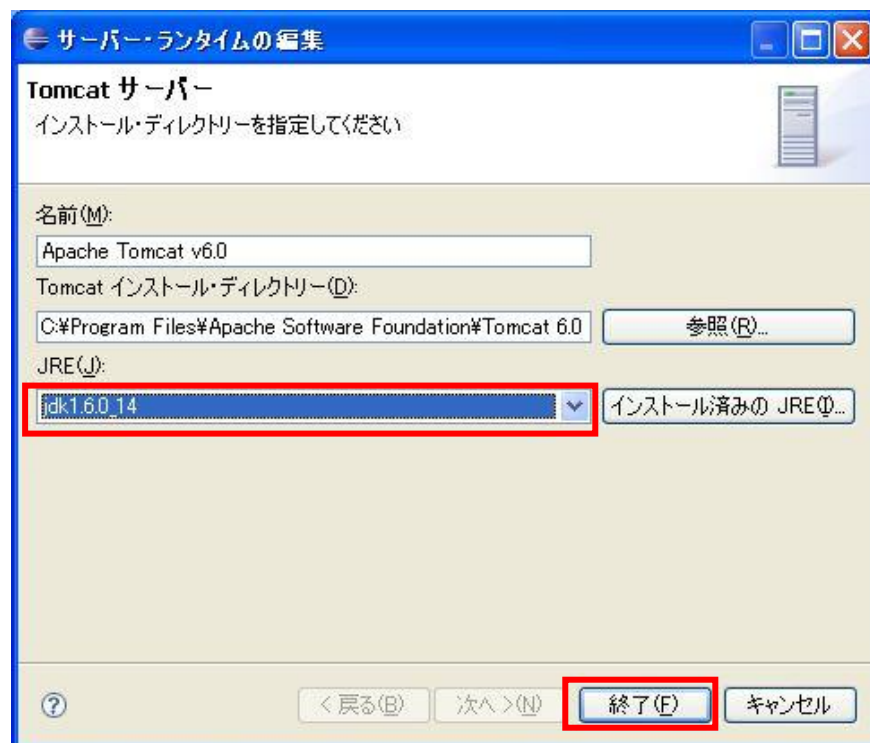 サーバー・ランタイムの編集
Tomcat サーバー
インストール・ディレクトリーを指定してください
名前(M):
Apache Tomcat v6.0
Tomcat インストール・ディレクトリー(D):
C:¥Program Files¥Apache Software Foundation¥Tomcat 6.0
参照(R)...
JRE(J):
jdk1.6.0_14
インストール済みの JRE(I)...
?
< 戻る(B)
次へ >(N)
終了(F)
キャンセル